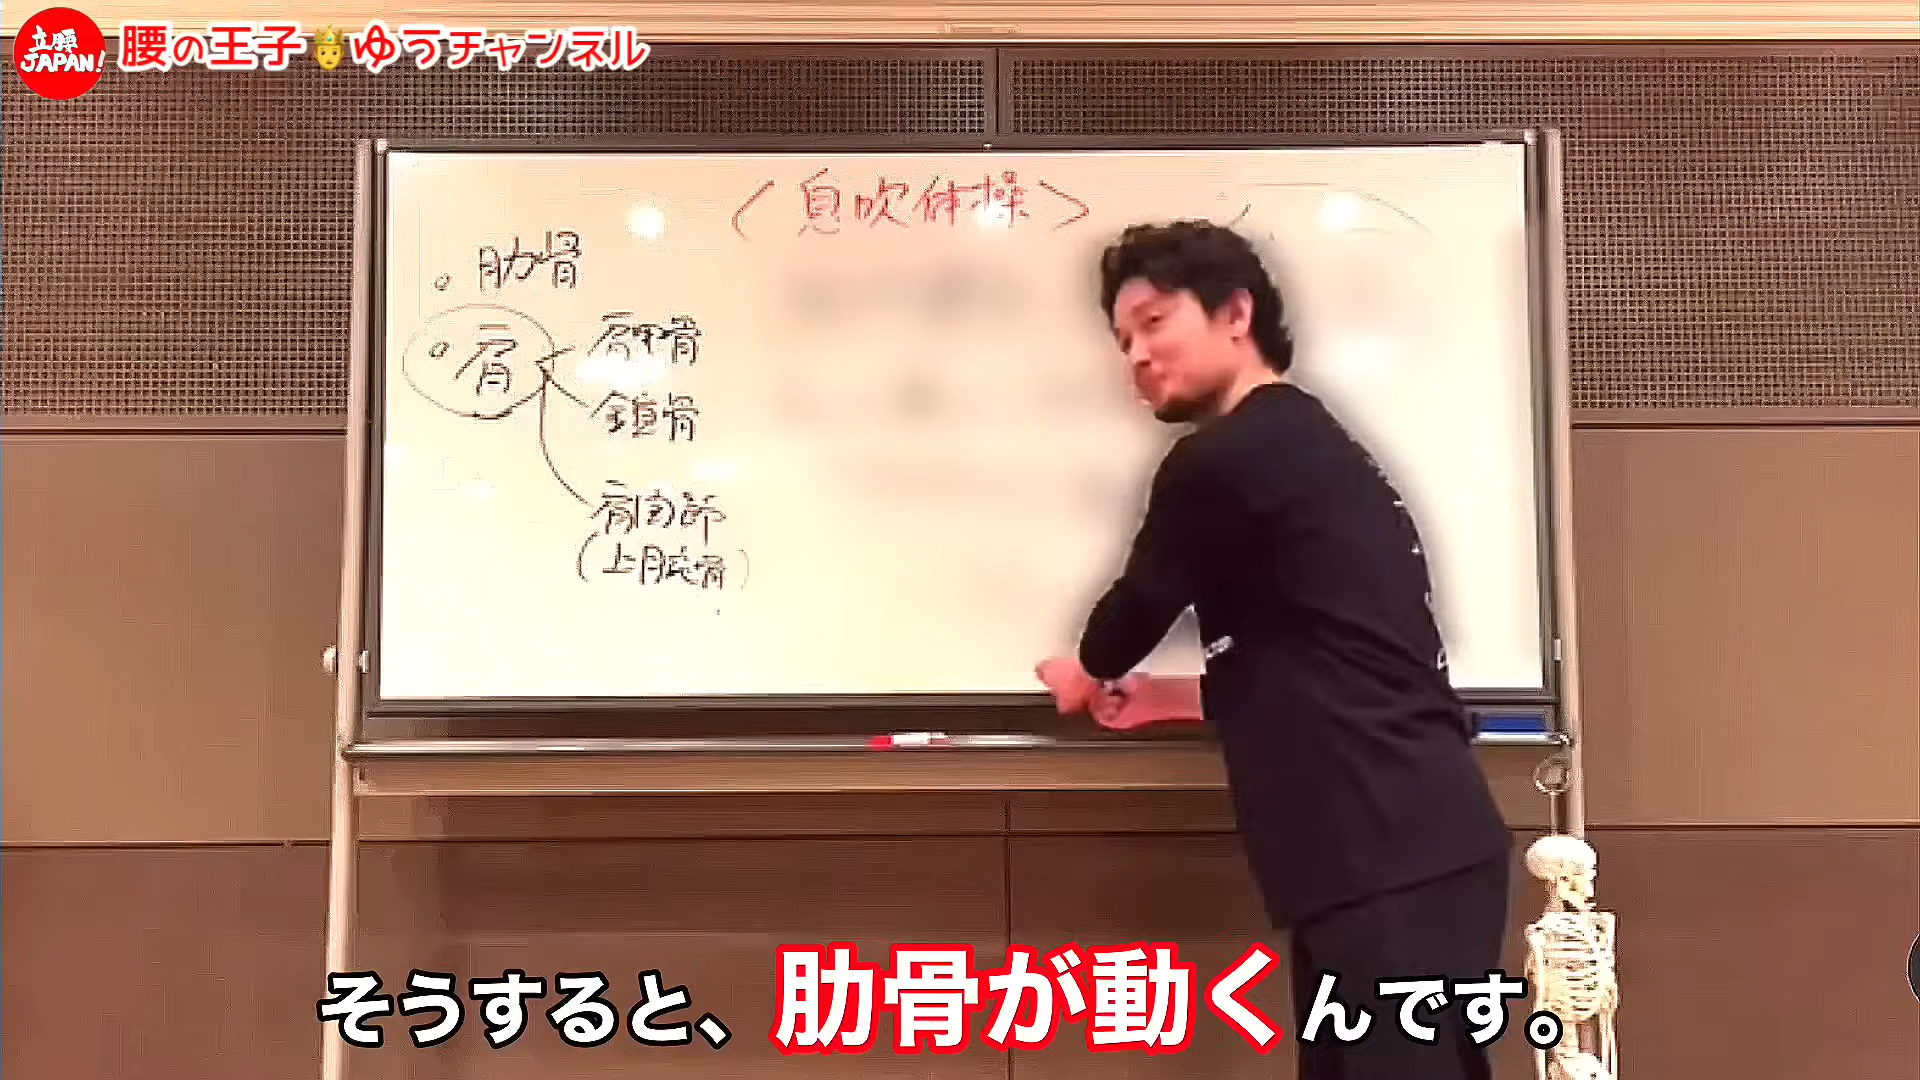 立腰
JAPAN!
腰の王子🤴ゆうチャンネル
〈息吹体操〉
。肋骨
。肩
肩甲骨
鎖骨
肩関節
(上腕骨)
そうすると、肋骨が動くんです。